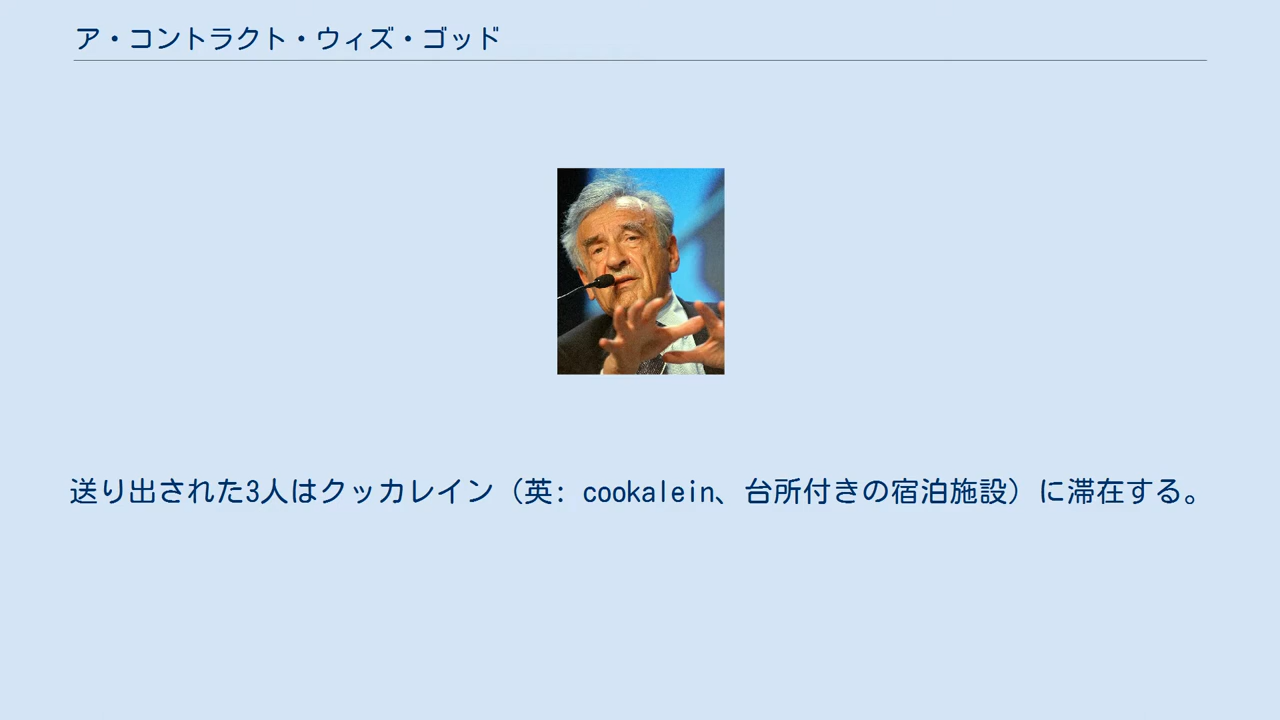 ア・コントラクト・ウィズ・ゴッド
送り出された3人はクッカレイン（英: cookalein、台所付きの宿泊施設）に滞在する。